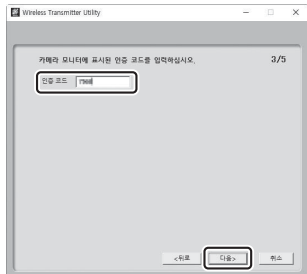 Wireless Transmitter Utility
카메라 모니터에 표시된 인증 코드를 입력하십시오. 3/5
인증 코드
<뒤로 다음> 취소